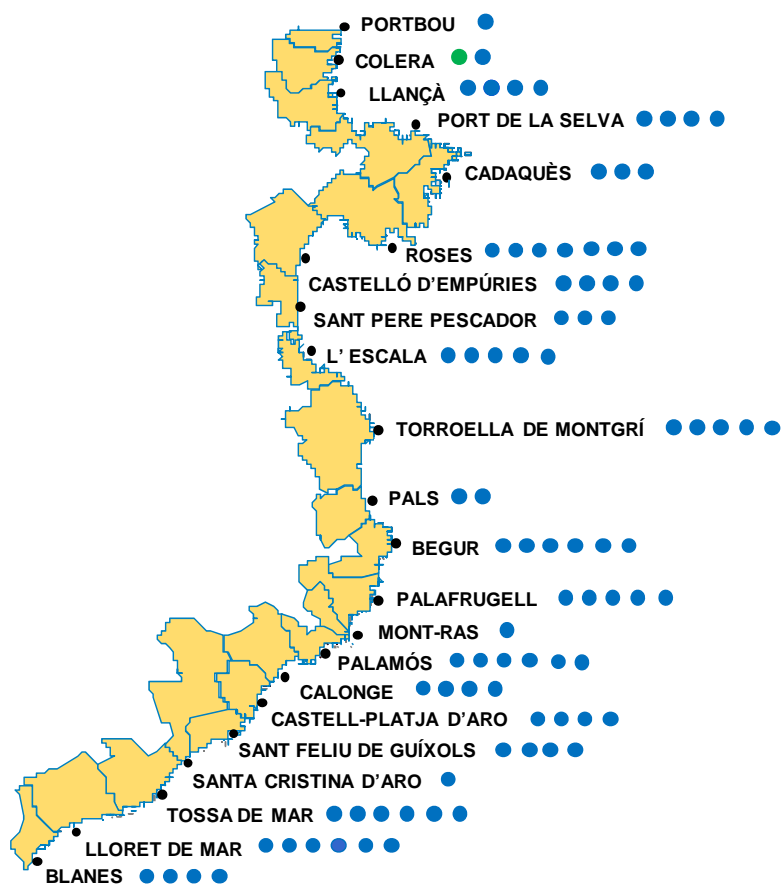 PORTBOU
COLERA
LLANÇÀ
PORT DE LA SELVA
CADAQUÈS
ROSES
CASTELLÓ D'EMPÚRIES
SANT PERE PESCADOR
L' ESCALA
TORROELLA DE MONTGRÍ
PALS
BEGUR
PALAFRUGELL
MONT-RAS
PALAMÓS
CALONGE
CASTELL-PLATJA D'ARO
SANT FELIU DE GUÍXOLS
SANTA CRISTINA D'ARO
TOSSA DE MAR
LLORET DE MAR
BLANES